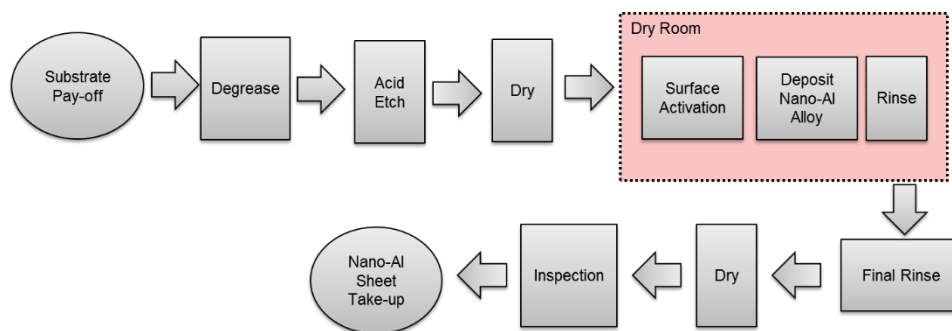 Dry Room
Substrate
Pay-off
Degrease
Acid
Etch
Dry
Surface
Activation
Deposit
Nano-Al
Alloy
Rinse
Nano-Al
Sheet
Take-up
Inspection
Dry
Final Rinse